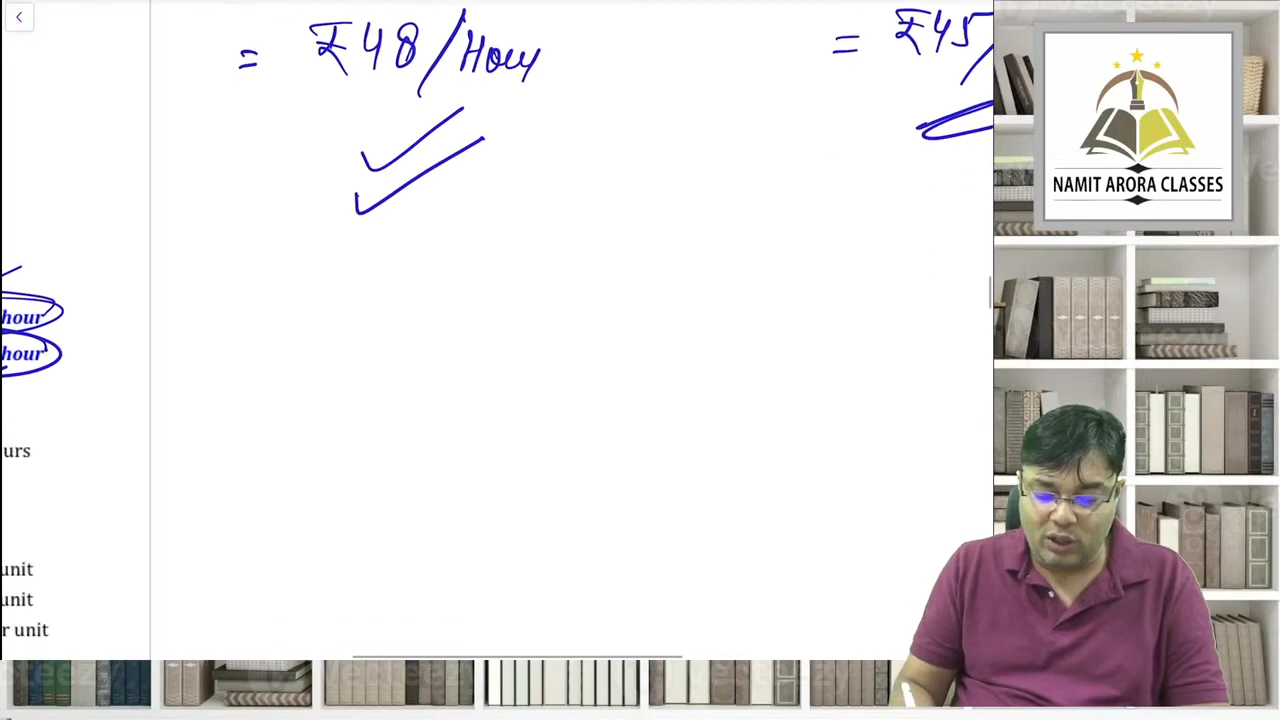 = ₹48/Hour
= ₹45/
NAMIT ARORA CLASSES
hour
hour
urs
unit
unit
r unit